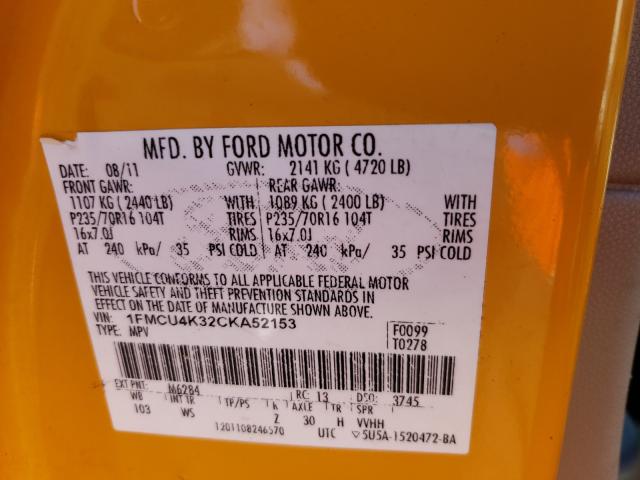 MFD. BY FORD MOTOR CO.
DATE: 08/11 GVWR: 2141 KG ( 4720 LB)
FRONT GAWR: REAR GAWR:
1107 KG ( 2440 LB) WITH 1089 KG ( 2400 LB) WITH
P235/70R16 104T TIRES P235/70R16 104T TIRES
16x7.0J RIMS 16x7.0J RIMS
AT 240 kPa/ 35 PSI COLD AT 240 kPa/ 35 PSI COLD
THIS VEHICLE CONFORMS TO ALL APPLICABLE FEDERAL MOTOR
VEHICLE SAFETY AND THEFT PREVENTION STANDARDS IN
EFFECT ON THE DATE OF MANUFACTURE SHOWN ABOVE.
VIN: 1FMCU4K32CKA52153 F0099
TYPE: MPV T0278
EXT PNT: M6284 RC: 13 DSO: 3745
WB INT TR TP/PS R AXLE TR SPR
103 WS Z 30 H VVHH
1201108246570 UTC 5U5A-1520472-BA